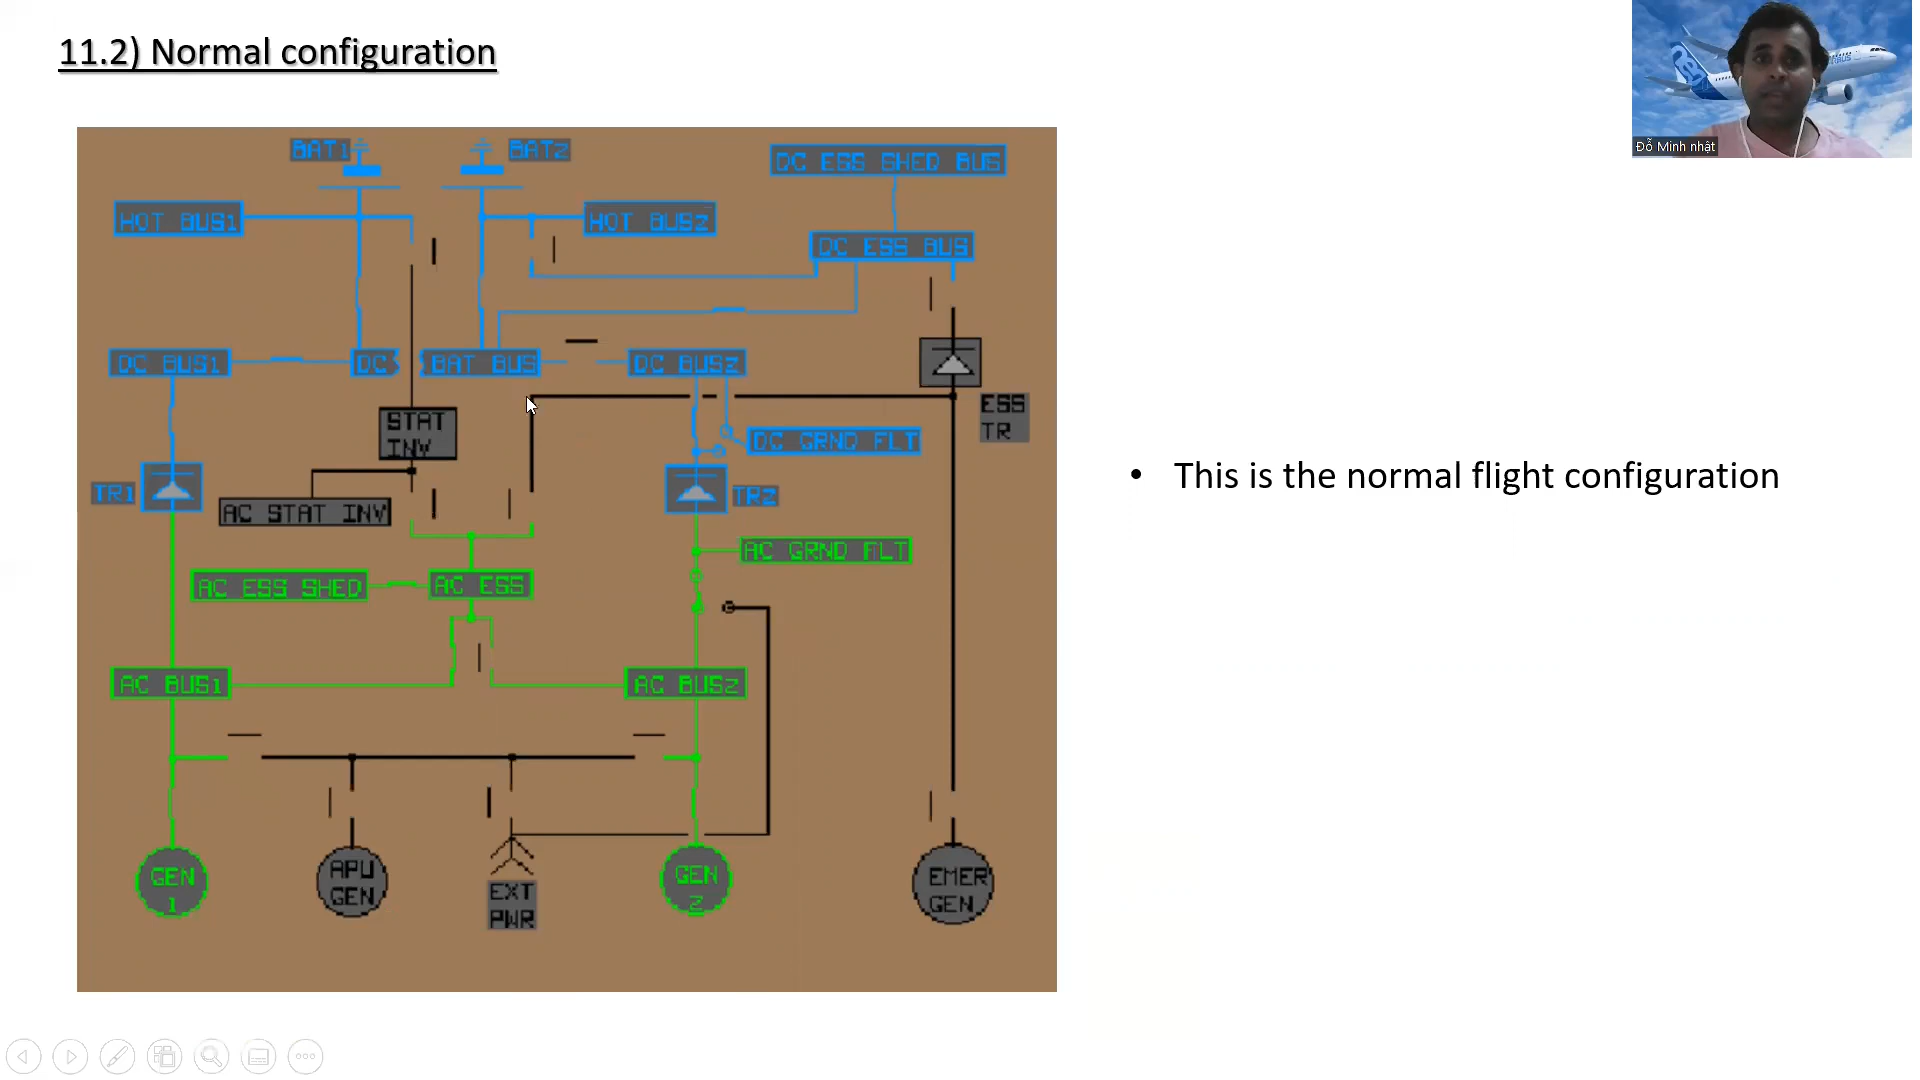 11.2) Normal configuration
Đỗ Minh nhật
BAT1
BAT2
DC ESS SHED BUS
HOT BUS1
HOT BUS2
DC ESS BUS
DC BUS1
DC
BAT BUS
DC BUS2
STAT
INV
ESS
TR
DC GRND FLT
TR1
TR2
AC STAT INV
AC GRND FLT
AC ESS SHED
AC ESS
AC BUS1
AC BUS2
GEN
1
APU
GEN
EXT
PWR
GEN
2
EMER
GEN
• This is the normal flight configuration